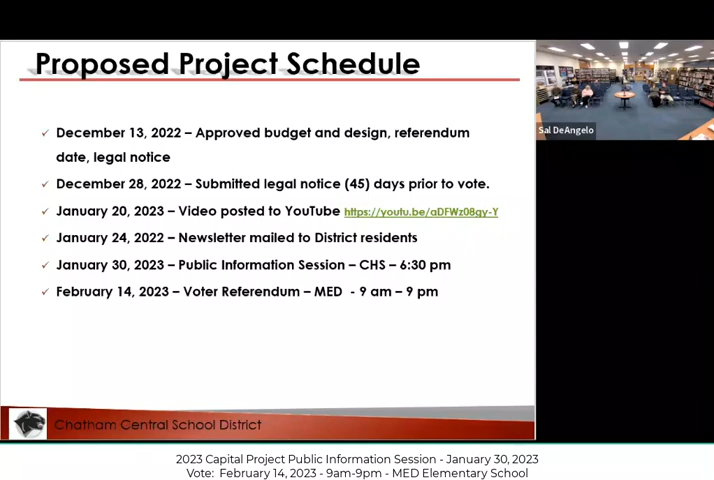 Proposed Project Schedule
December 13, 2022 – Approved budget and design, referendum
date, legal notice
December 28, 2022 – Submitted legal notice (45) days prior to vote.
January 20, 2023 – Video posted to YouTube https://youtu.be/aDFWz08gy-Y
January 24, 2022 – Newsletter mailed to District residents
January 30, 2023 – Public Information Session – CHS – 6:30 pm
February 14, 2023 – Voter Referendum – MED - 9 am – 9 pm
Sal DeAngelo
Chatham Central School District
2023 Capital Project Public Information Session - January 30, 2023
Vote: February 14, 2023 - 9am-9pm - MED Elementary School